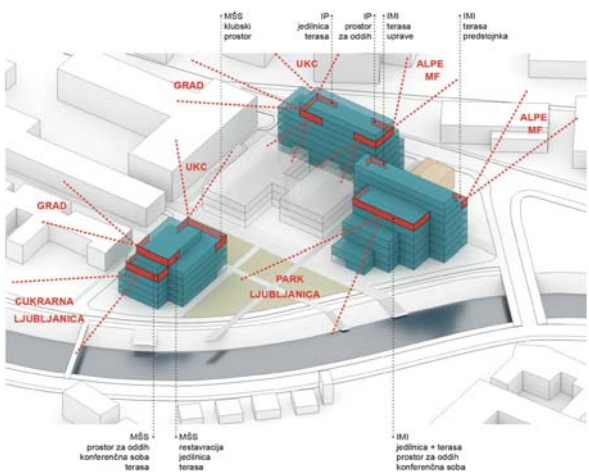 MŠS
klubski
prostor
IP
jedilnica
terasa
IP
prostor
za oddih
IMI
terasa
uprave
IMI
terasa
predstojnika
UKC
GRAD
ALPE
MF
ALPE
MF
UKC
GRAD
CUKRARNA
LJUBLJANICA
PARK
LJUBLJANICA
MŠS
prostor za oddih
konferenčna soba
terasa
MŠS
restavracija
jedilnica
terasa
IMI
jedilnica + terasa
prostor za oddih
konferenčna soba